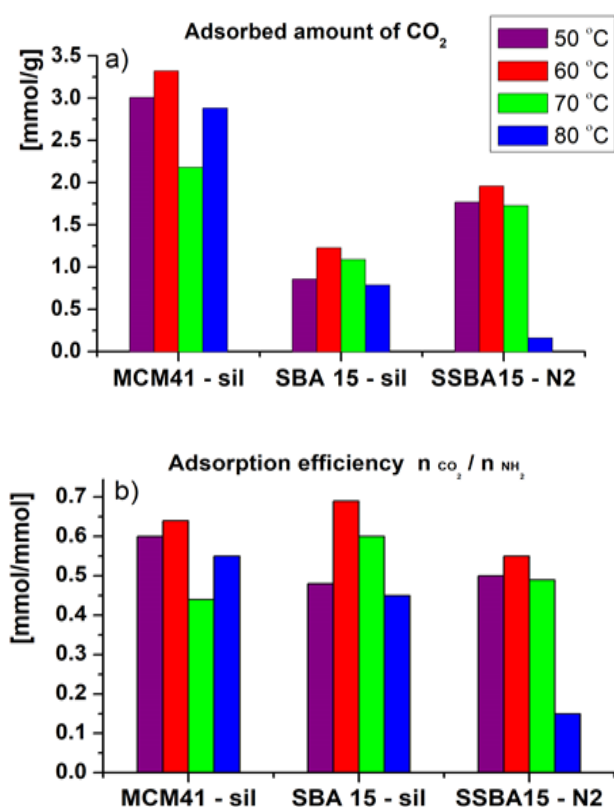 Adsorbed amount of CO₂
a)
50 °C
60 °C
70 °C
80 °C
[mmol/g]
3.5
3.0
2.5
2.0
1.5
1.0
0.5
0.0
MCM41 - sil SBA 15 - sil SSBA15 - N2
Adsorption efficiency n CO₂ / n NH₂
b)
[mmol/mmol]
0.7
0.6
0.5
0.4
0.3
0.2
0.1
0.0
MCM41 - sil SBA 15 - sil SSBA15 - N2